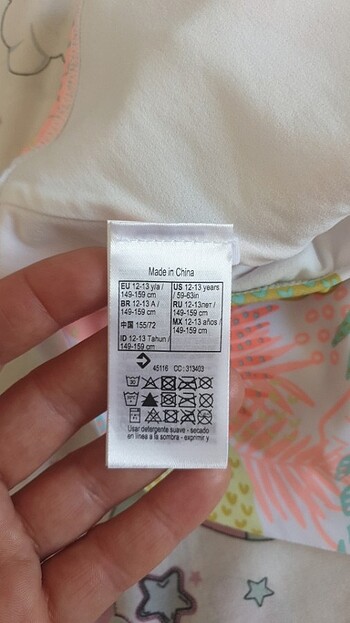 Made in China
EU 12-13 y/a /
149-159 cm
BR 12-13 A /
149-159 cm
中国 155/72
ID 12-13 Tahun /
149-159 cm
US 12-13 years
/ 59-63in
RU 12-13лет /
149-159 cm
MX 12-13 años /
149-159 cm
45116 CC : 313403
30
Usar detergente suave - secado
en línea a la sombra - exprimir y